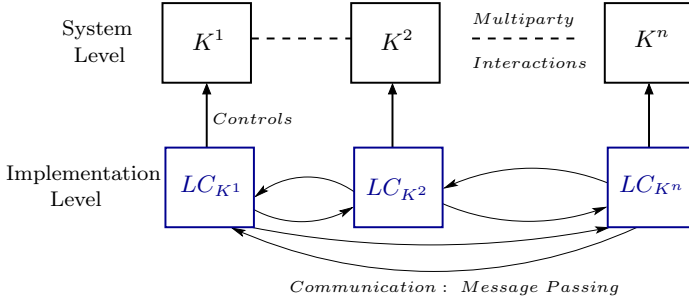 System
Level
K^1
K^2
Multiparty
Interactions
K^n
Controls
Implementation
Level
LC_{K^1}
LC_{K^2}
LC_{K^n}
Communication : Message Passing